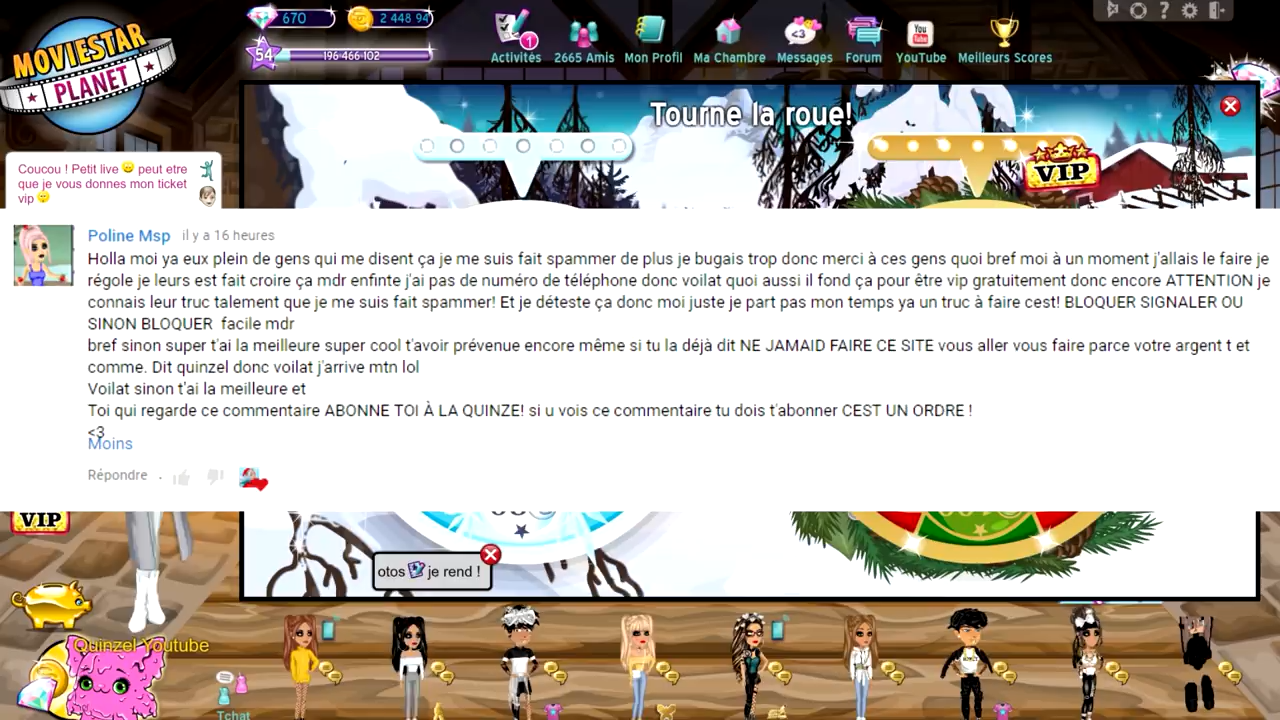 670
2 448 94
54
196 466 102
MOVIESTAR
PLANET
Activités
1
2665 Amis
Mon Profil
Ma Chambre
<3
Messages
Forum
You
Tube
YouTube
Meilleurs Scores
?
Tourne la roue!
VIP
Coucou ! Petit live peut etre
que je vous donnes mon ticket
vip
Poline Msp il y a 16 heures
Holla moi ya eux plein de gens qui me disent ça je me suis fait spammer de plus je bugais trop donc merci à ces gens quoi bref moi à un moment j'allais le faire je
régole je leurs est fait croire ça mdr enfinte j'ai pas de numéro de téléphone donc voilat quoi aussi il fond ça pour être vip gratuitement donc encore ATTENTION je
connais leur truc talement que je me suis fait spammer! Et je déteste ça donc moi juste je part pas mon temps ya un truc à faire cest! BLOQUER SIGNALER OU
SINON BLOQUER facile mdr
bref sinon super t'ai la meilleure super cool t'avoir prévenue encore même si tu la déjà dit NE JAMAID FAIRE CE SITE vous aller vous faire parce votre argent t et
comme. Dit quinzel donc voilat j'arrive mtn lol
Voilat sinon t'ai la meilleure et
Toi qui regarde ce commentaire ABONNE TOI À LA QUINZE! si u vois ce commentaire tu dois t'abonner CEST UN ORDRE !
<3
Moins
Répondre .
VIP
otos je rend !
Quinzel Youtube
Tchat